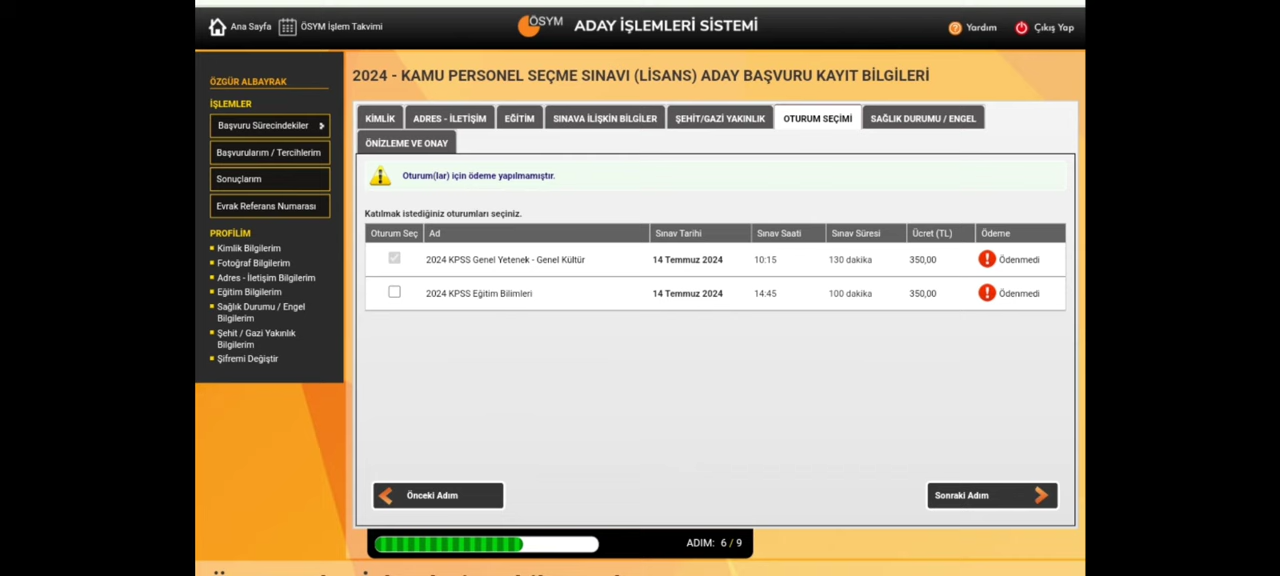 Ana Sayfa
ÖSYM İşlem Takvimi
ÖSYM
ADAY İŞLEMLERİ SİSTEMİ
Yardım
Çıkış Yap
ÖZGÜR ALBAYRAK
İŞLEMLER
Başvuru Sürecindekiler
Başvurularım / Tercihlerim
Sonuçlarım
Evrak Referans Numarası
PROFİLİM
Kimlik Bilgilerim
Fotoğraf Bilgilerim
Adres - İletişim Bilgilerim
Eğitim Bilgilerim
Sağlık Durumu / Engel
Bilgilerim
Şehit / Gazi Yakınlık
Bilgilerim
Şifremi Değiştir
2024 - KAMU PERSONEL SEÇME SINAVI (LİSANS) ADAY BAŞVURU KAYIT BİLGİLERİ
KİMLİK
ADRES - İLETİŞİM
EĞİTİM
SINAVA İLİŞKİN BİLGİLER
ŞEHİT/GAZİ YAKINLIK
OTURUM SEÇİMİ
SAĞLIK DURUMU / ENGEL
ÖNİZLEME VE ONAY
Oturum(lar) için ödeme yapılmamıştır.
Katılmak istediğiniz oturumları seçiniz.
Oturum Seç Ad Sınav Tarihi Sınav Saati Sınav Süresi Ücret (TL) Ödeme
2024 KPSS Genel Yetenek - Genel Kültür 14 Temmuz 2024 10:15 130 dakika 350,00 Ödenmedi
2024 KPSS Eğitim Bilimleri 14 Temmuz 2024 14:45 100 dakika 350,00 Ödenmedi
Önceki Adım
Sonraki Adım
ADIM: 6 / 9